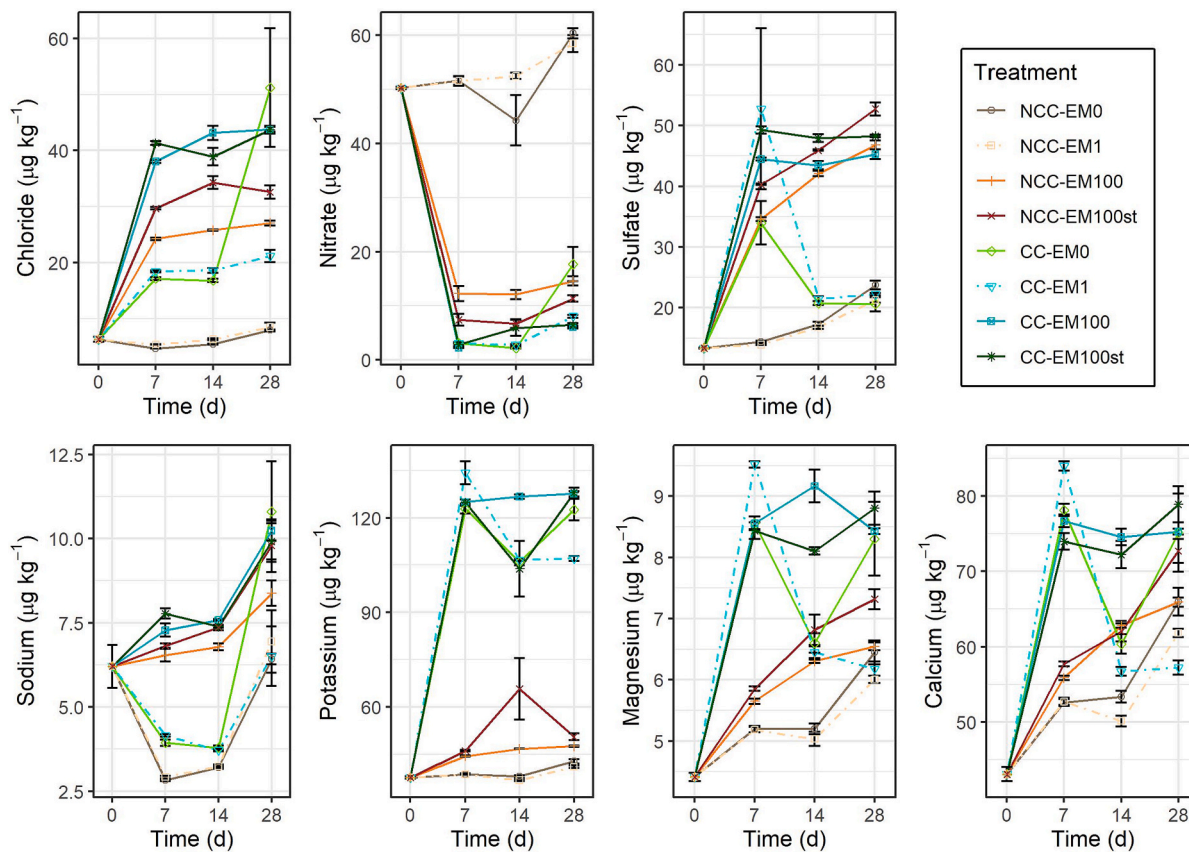 Chloride (µg kg⁻¹)
60
40
20
0 7 14 28
Time (d)
Nitrate (µg kg⁻¹)
60
40
20
0
0 7 14 28
Time (d)
Sulfate (µg kg⁻¹)
60
50
40
30
20
0 7 14 28
Time (d)
Treatment
NCC-EM0
NCC-EM1
NCC-EM100
NCC-EM100st
CC-EM0
CC-EM1
CC-EM100
CC-EM100st
Sodium (µg kg⁻¹)
12.5
10.0
7.5
5.0
2.5
0 7 14 28
Time (d)
Potassium (µg kg⁻¹)
120
90
60
0 7 14 28
Time (d)
Magnesium (µg kg⁻¹)
9
8
7
6
5
0 7 14 28
Time (d)
Calcium (µg kg⁻¹)
80
70
60
50
0 7 14 28
Time (d)